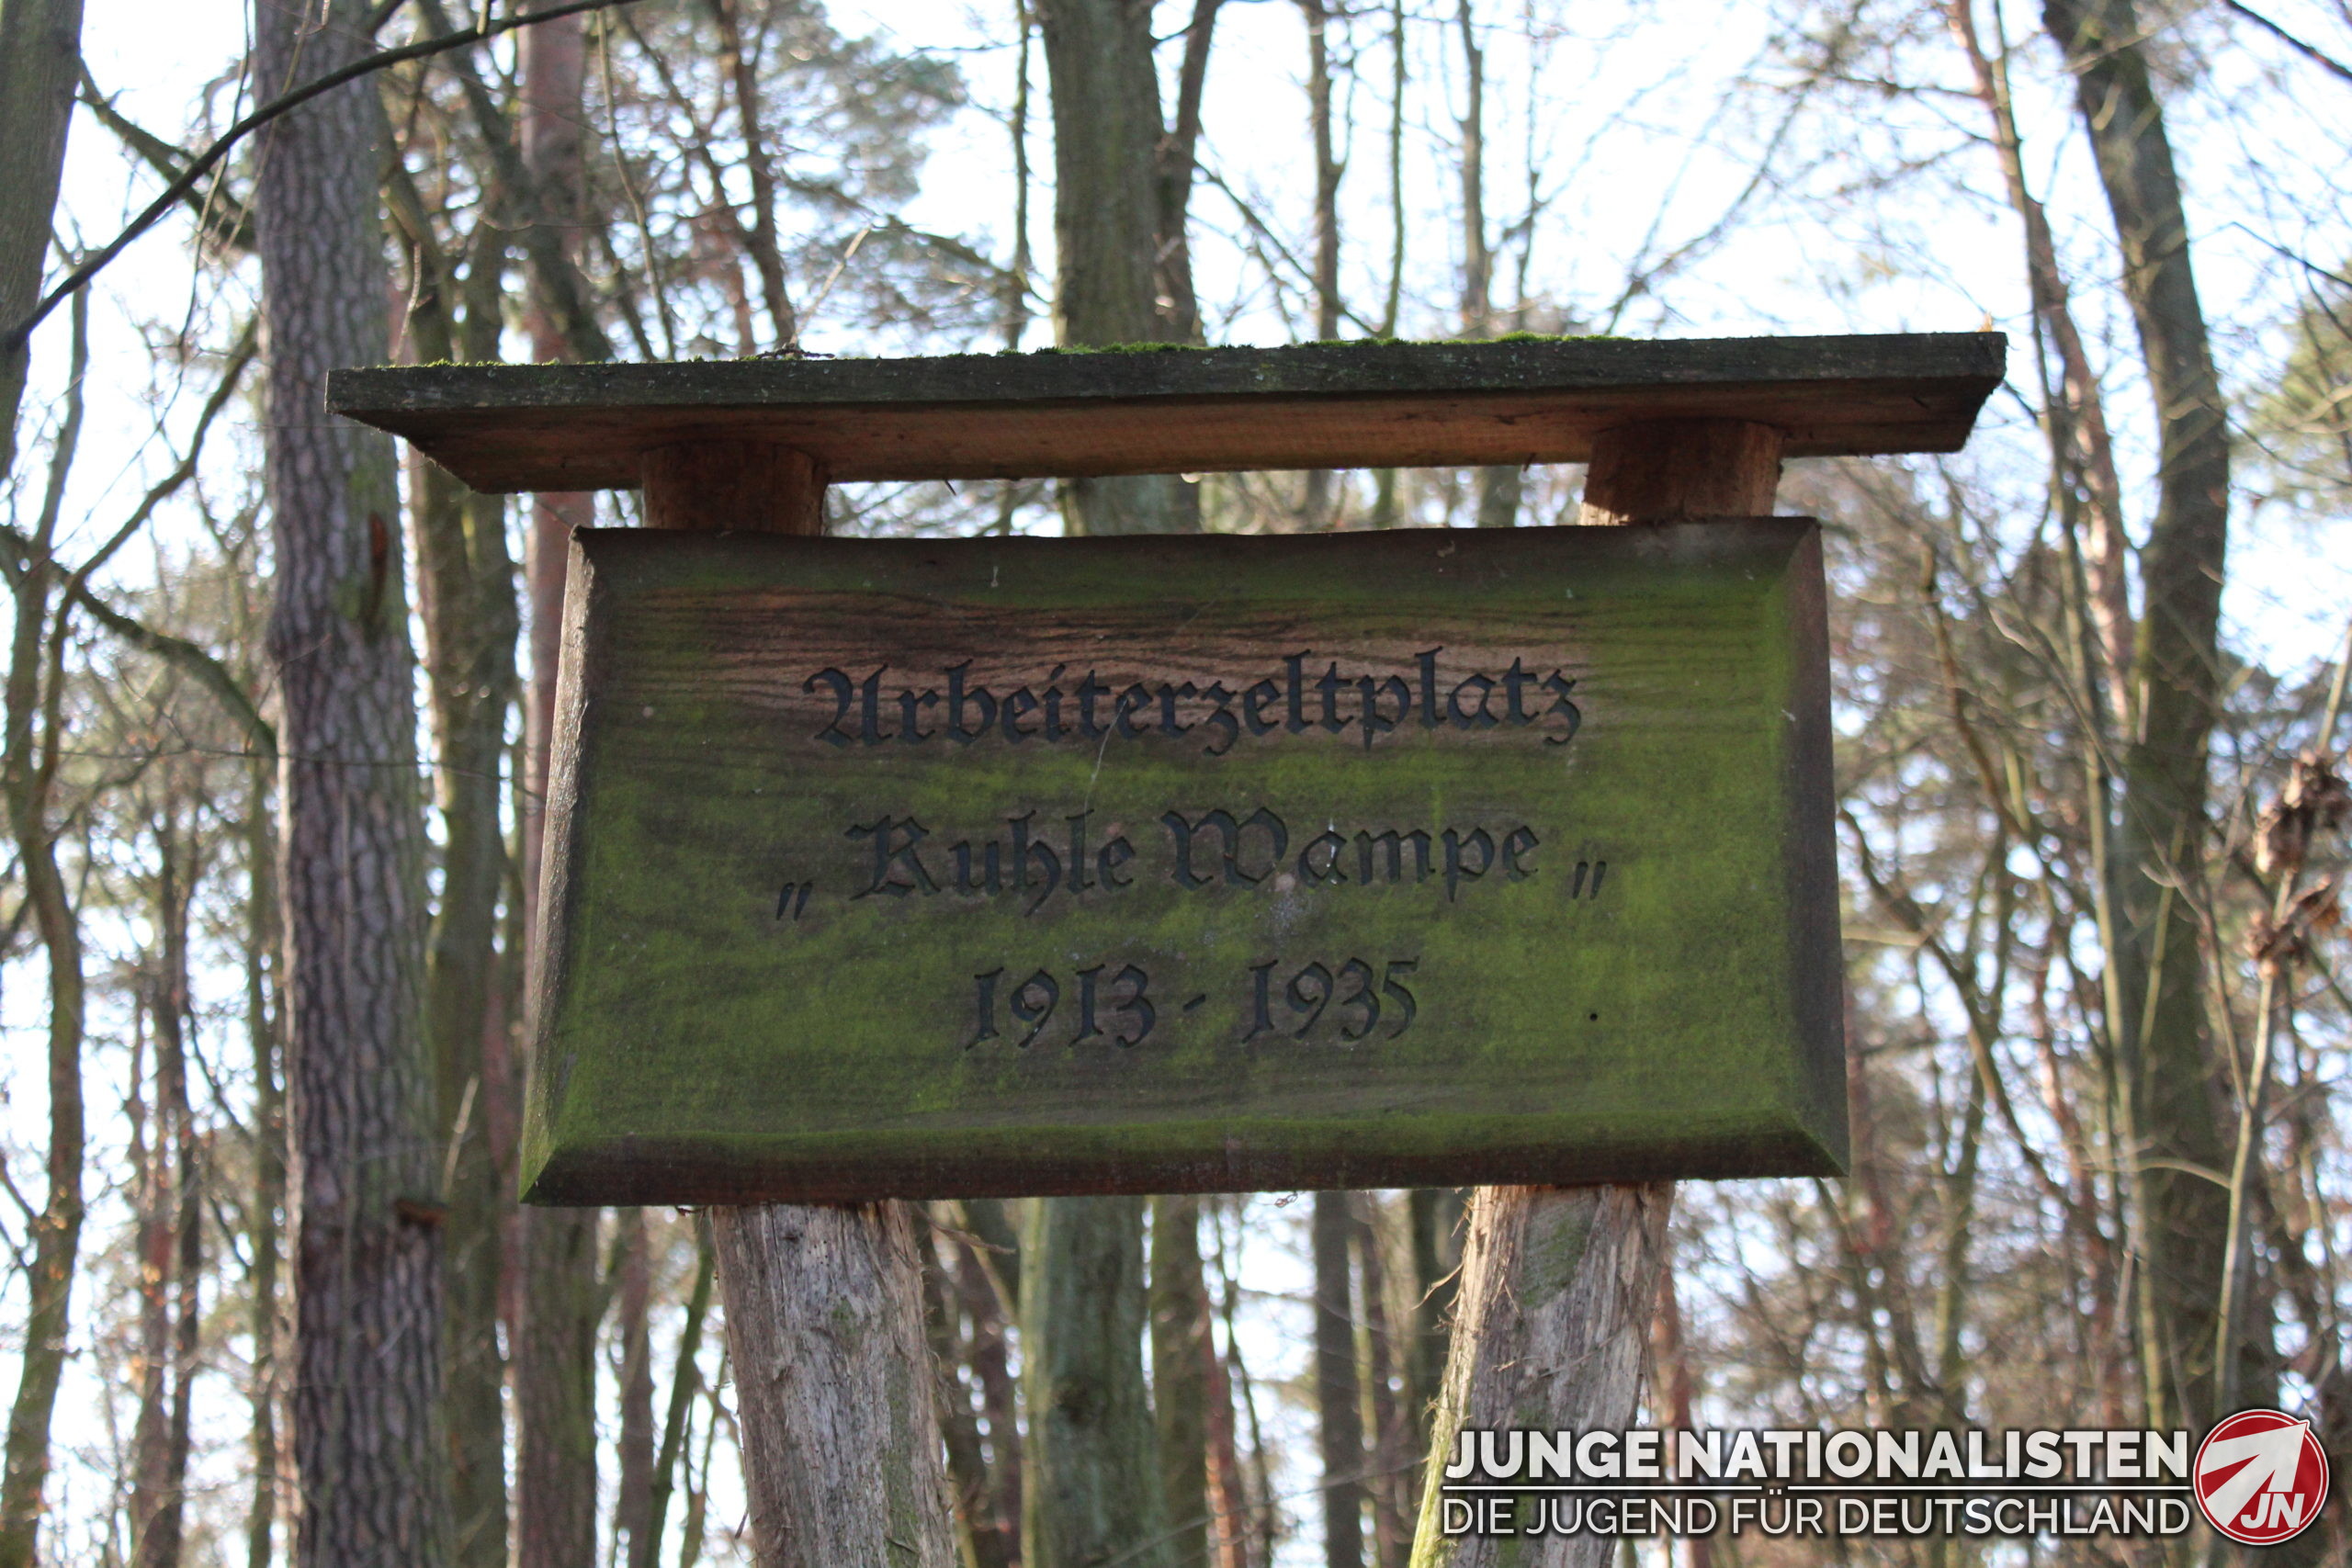 Arbeiterzeltplatz
„ Kuhle Wampe „
1913 - 1935
JUNGE NATIONALISTEN
DIE JUGEND FÜR DEUTSCHLAND
JN